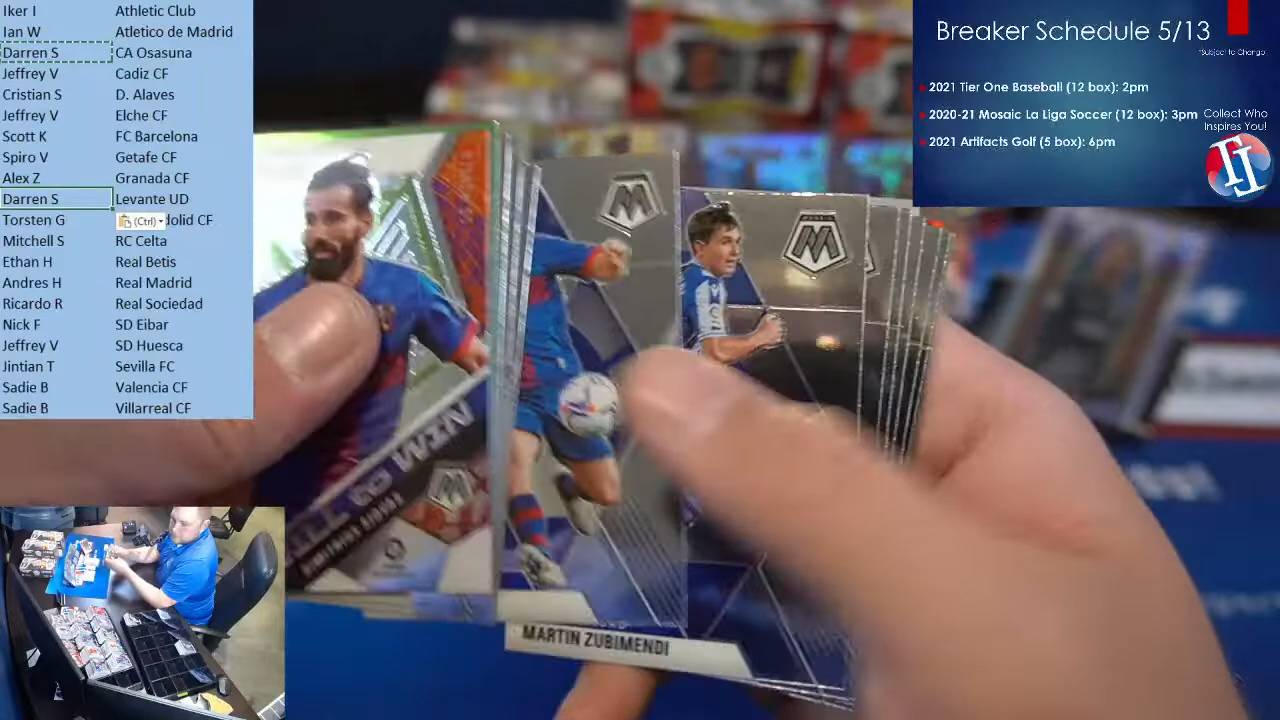 Iker I Athletic Club
Ian W Atletico de Madrid
Darren S CA Osasuna
Jeffrey V Cadiz CF
Cristian S D. Alaves
Jeffrey V Elche CF
Scott K FC Barcelona
Spiro V Getafe CF
Alex Z Granada CF
Darren S Levante UD
Torsten G (Ctrl) dolid CF
Mitchell S RC Celta
Ethan H Real Betis
Andres H Real Madrid
Ricardo R Real Sociedad
Nick F SD Eibar
Jeffrey V SD Huesca
Jintian T Sevilla FC
Sadie B Valencia CF
Sadie B Villarreal CF
Breaker Schedule 5/13
*Subject to Change
2021 Tier One Baseball (12 box): 2pm
2020-21 Mosaic La Liga Soccer (12 box): 3pm
2021 Artifacts Golf (5 box): 6pm
Collect Who
Inspires You!
MARTIN ZUBIMENDI